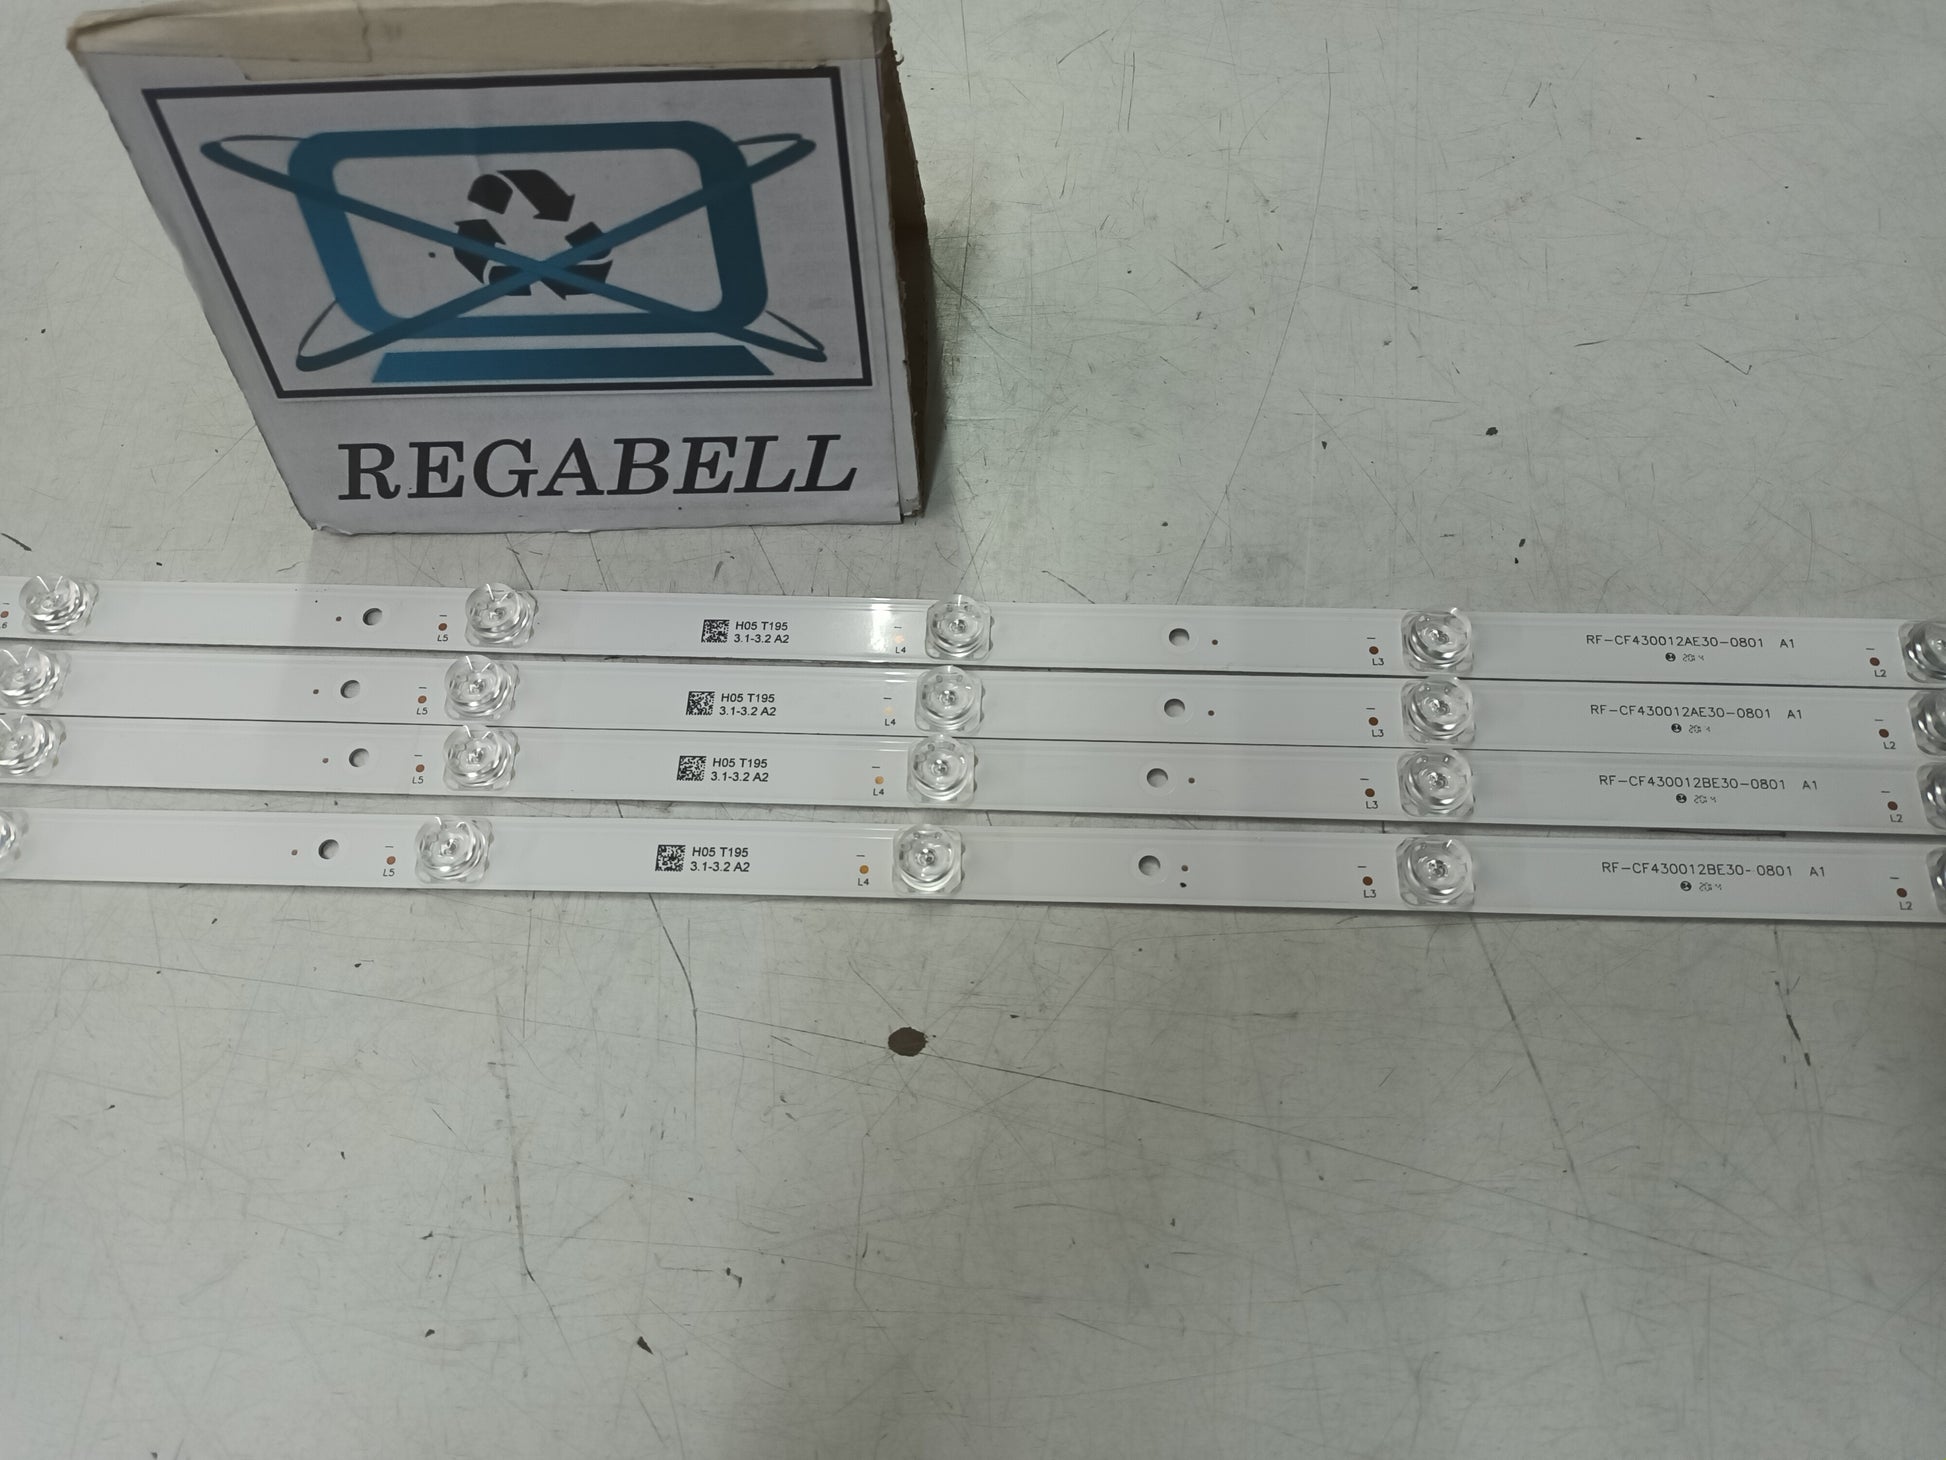 REGABELL
L6
L5
H05 T195
3.1-3.2 A2
L4
L3
RF-CF430012AE30-0801 A1
L2
L5
H05 T195
3.1-3.2 A2
L4
L3
RF-CF430012AE30-0801 A1
L2
L5
H05 T195
3.1-3.2 A2
L4
L3
RF-CF430012BE30-0801 A1
L2
L5
H05 T195
3.1-3.2 A2
L4
L3
RF-CF430012BE30-0801 A1
L2